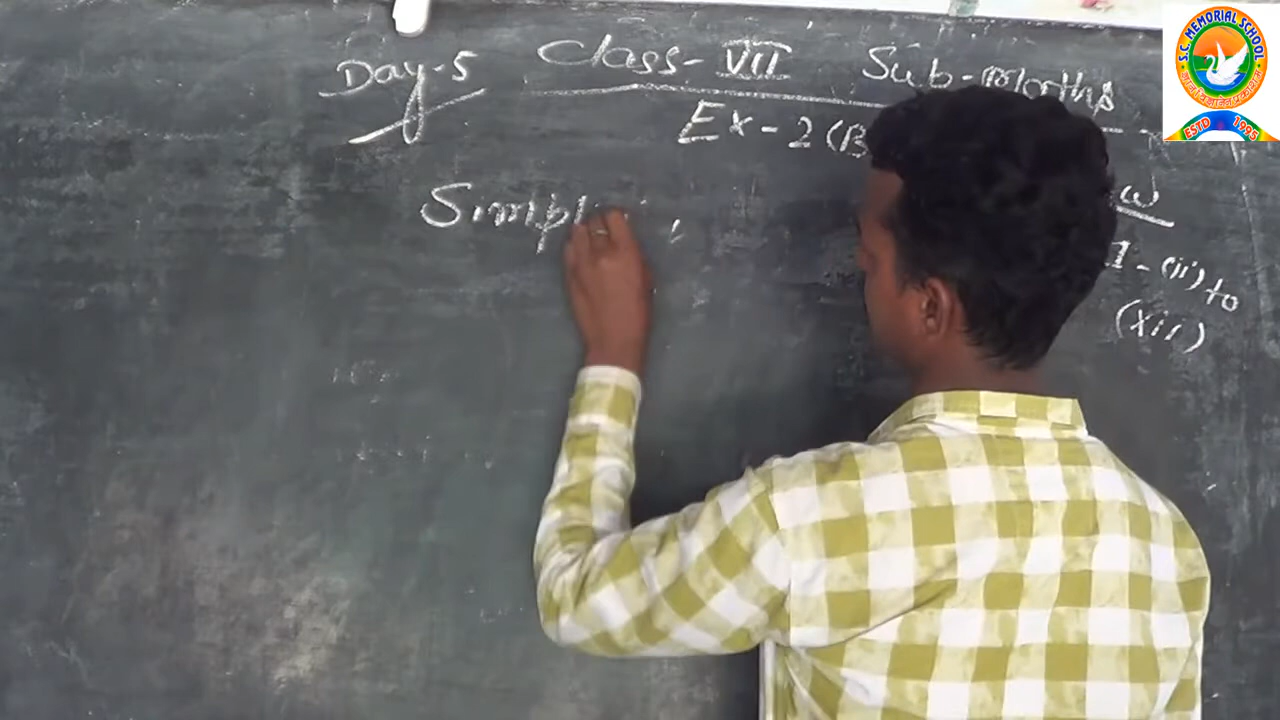 Day-5 Class- VII Sub-Maths
Ex-2(B
Simpl
w
1-(ii) to
(xii)
S.C. MEMORIAL SCHOOL
ESTD 1995